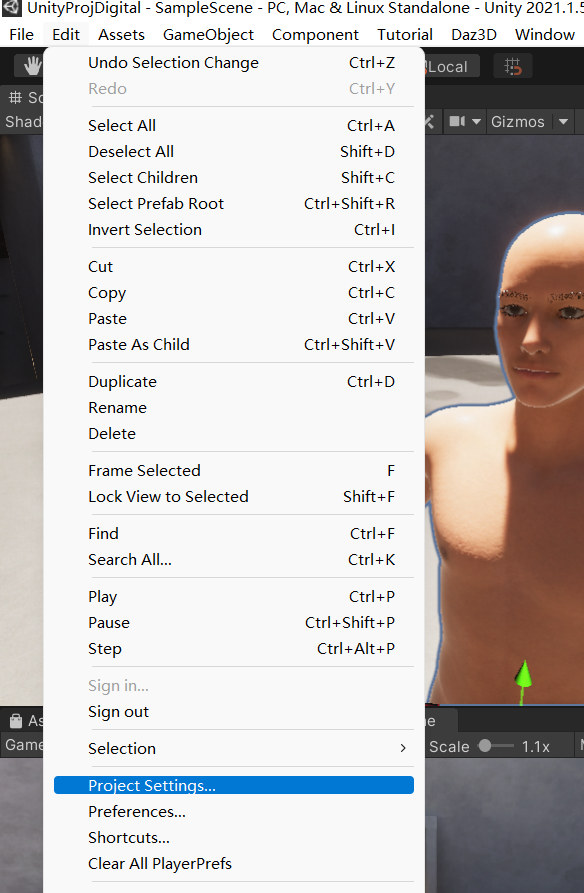 UnityProjDigital - SampleScene - PC, Mac & Linux Standalone - Unity 2021.1.5
File Edit Assets GameObject Component Tutorial Daz3D Window
Undo Selection Change Ctrl+Z
Local
Redo Ctrl+Y
Select All Ctrl+A
Gizmos
Deselect All Shift+D
Select Children Shift+C
Select Prefab Root Ctrl+Shift+R
Invert Selection Ctrl+I
Cut Ctrl+X
Copy Ctrl+C
Paste Ctrl+V
Paste As Child Ctrl+Shift+V
Duplicate Ctrl+D
Rename
Delete
Frame Selected F
Lock View to Selected Shift+F
Find Ctrl+F
Search All... Ctrl+K
Play Ctrl+P
Pause Ctrl+Shift+P
Step Ctrl+Alt+P
Sign in...
Sign out
Selection
Game
Scale 1.1x
Project Settings...
Preferences...
Shortcuts...
Clear All PlayerPrefs